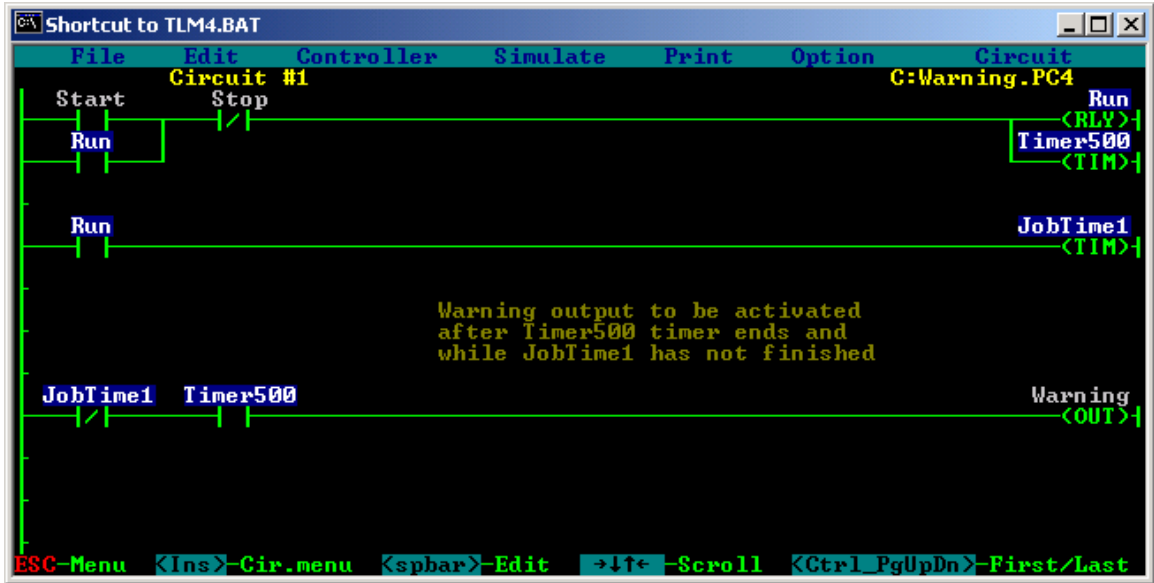 Shortcut to TLM4.BAT
File Edit Controller Simulate Print Option Circuit
Circuit #1 C:Warning.PC4
Start Stop Run
<RLY>
Run Timer500
<TIM>
Run JobTime1
<TIM>
Warning output to be activated
after Timer500 timer ends and
while JobTime1 has not finished
JobTime1 Timer500 Warning
<OUT>
ESC-Menu <Ins>-Cir.menu <spbar>-Edit →↓↑←-Scroll <Ctrl_PgUpDn>-First/Last